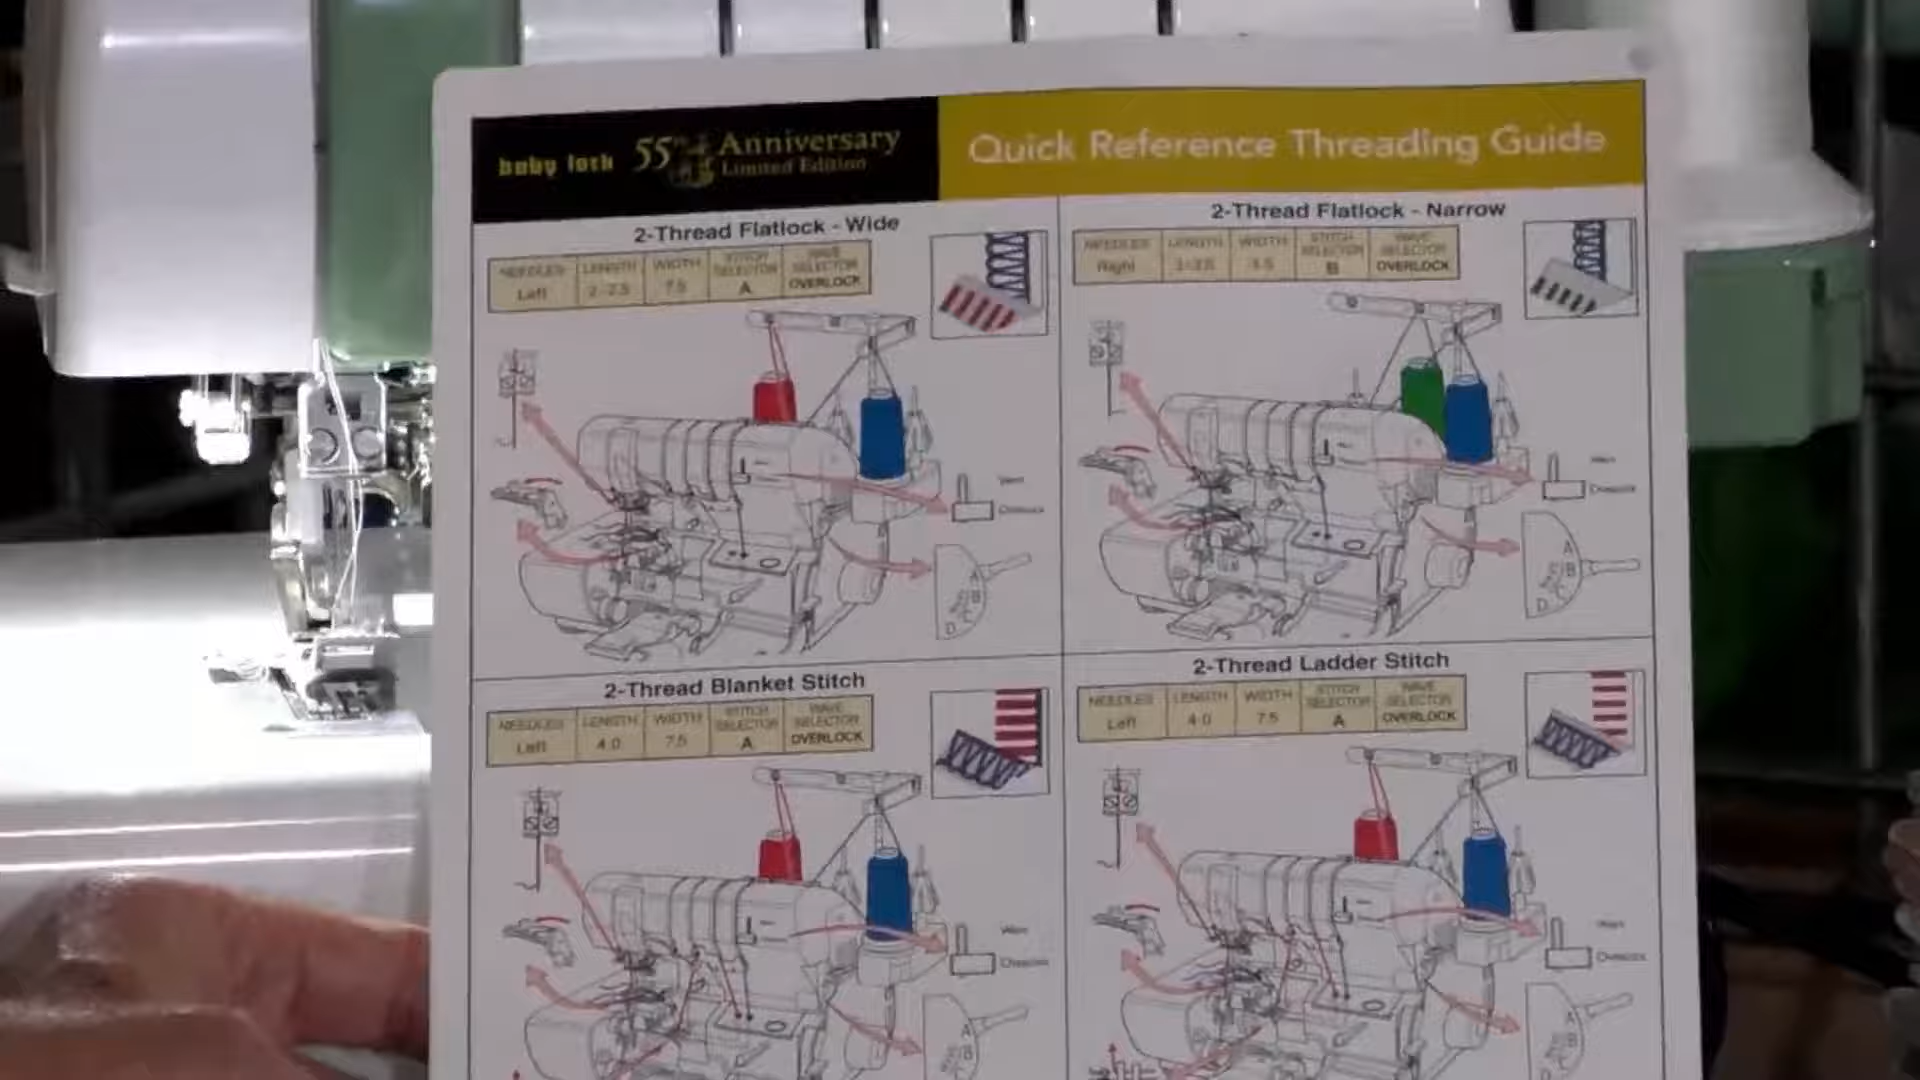 baby lock 55th Anniversary
Limited Edition
Quick Reference Threading Guide
2-Thread Flatlock - Wide
NEEDLES LENGTH WIDTH STITCH SELECTOR WAVE SELECTOR
Left 2-2.5 7.5 A OVERLOCK
2-Thread Flatlock - Narrow
NEEDLES LENGTH WIDTH STITCH SELECTOR WAVE SELECTOR
Right B OVERLOCK
A
B
C
D
A
B
C
D
2-Thread Blanket Stitch
NEEDLES LENGTH WIDTH STITCH SELECTOR WAVE SELECTOR
Left 4.0 7.5 A OVERLOCK
2-Thread Ladder Stitch
NEEDLES LENGTH WIDTH STITCH SELECTOR WAVE SELECTOR
Left 4.0 7.5 A OVERLOCK
A
B
C
A
B
C